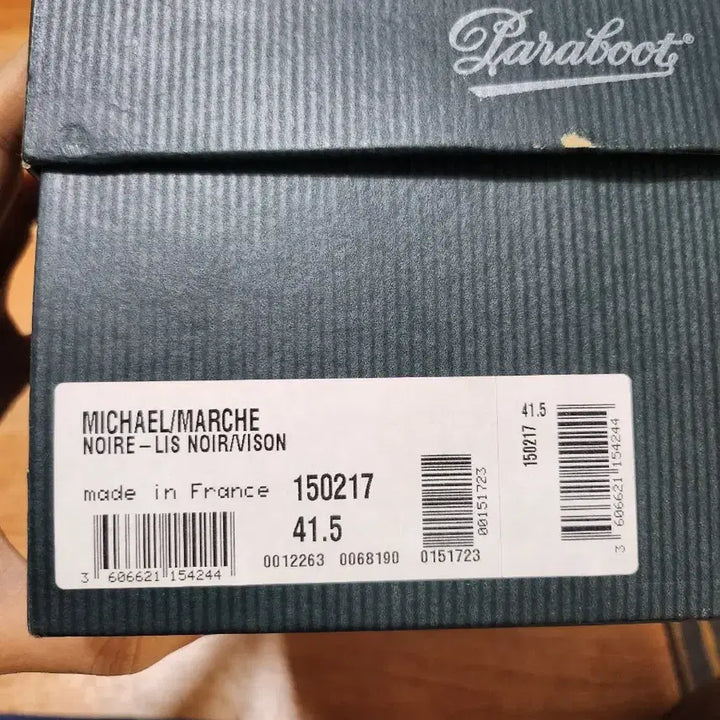 Paraboot®
MICHAEL/MARCHE
NOIRE-LIS NOIR/VISON
made in France 150217
41.5
3 606621 154244
0012263 0068190 0151723
00151723
41.5
150217
3 606621 154244